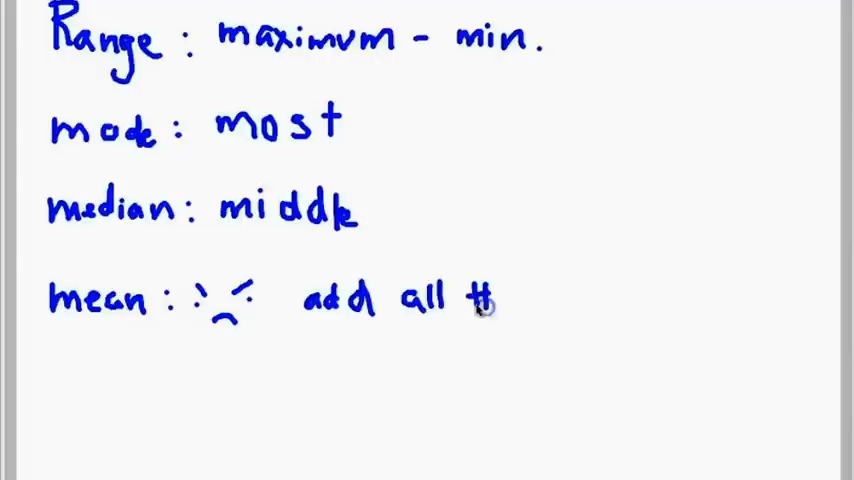 Range: maximum - min.
mode: most
median: middle
mean: add all #